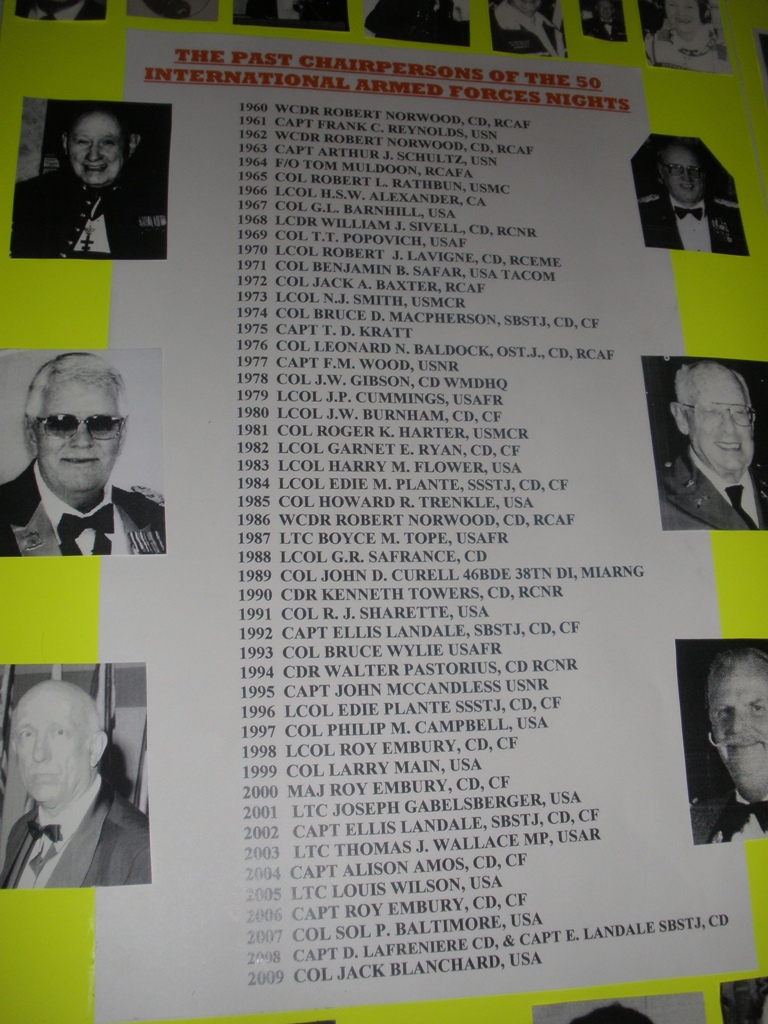 THE PAST CHAIRPERSONS OF THE 50
INTERNATIONAL ARMED FORCES NIGHTS
1960 WCDR ROBERT NORWOOD, CD, RCAF
1961 CAPT FRANK C. REYNOLDS, USN
1962 WCDR ROBERT NORWOOD, CD, RCAF
1963 CAPT ARTHUR J. SCHULTZ, USN
1964 F/O TOM MULDOON, RCAFA
1965 COL ROBERT L. RATHBUN, USMC
1966 LCOL H.S.W. ALEXANDER, CA
1967 COL G.L. BARNHILL, USA
1968 LCDR WILLIAM J. SIVELL, CD, RCNR
1969 COL T.T. POPOVICH, USAF
1970 LCOL ROBERT J. LAVIGNE, CD, RCEME
1971 COL BENJAMIN B. SAFAR, USA TACOM
1972 COL JACK A. BAXTER, RCAF
1973 LCOL N.J. SMITH, USMCR
1974 COL BRUCE D. MACPHERSON, SBSTJ, CD, CF
1975 CAPT T. D. KRATT
1976 COL LEONARD N. BALDOCK, OST.J., CD, RCAF
1977 CAPT F.M. WOOD, USNR
1978 COL J.W. GIBSON, CD WMDHQ
1979 LCOL J.P. CUMMINGS, USAFR
1980 LCOL J.W. BURNHAM, CD, CF
1981 COL ROGER K. HARTER, USMCR
1982 LCOL GARNET E. RYAN, CD, CF
1983 LCOL HARRY M. FLOWER, USA
1984 LCOL EDIE M. PLANTE, SSSTJ, CD, CF
1985 COL HOWARD R. TRENKLE, USA
1986 WCDR ROBERT NORWOOD, CD, RCAF
1987 LTC BOYCE M. TOPE, USAFR
1988 LCOL G.R. SAFRANCE, CD
1989 COL JOHN D. CURELL 46BDE 38TN DI, MIARNG
1990 CDR KENNETH TOWERS, CD, RCNR
1991 COL R. J. SHARETTE, USA
1992 CAPT ELLIS LANDALE, SBSTJ, CD, CF
1993 COL BRUCE WYLIE USAFR
1994 CDR WALTER PASTORIUS, CD RCNR
1995 CAPT JOHN MCCANDLESS USNR
1996 LCOL EDIE PLANTE SSSTJ, CD, CF
1997 COL PHILIP M. CAMPBELL, USA
1998 LCOL ROY EMBURY, CD, CF
1999 COL LARRY MAIN, USA
2000 MAJ ROY EMBURY, CD, CF
2001 LTC JOSEPH GABELSBERGER, USA
2002 CAPT ELLIS LANDALE, SBSTJ, CD, CF
2003 LTC THOMAS J. WALLACE MP, USAR
2004 CAPT ALISON AMOS, CD, CF
2005 LTC LOUIS WILSON, USA
2006 CAPT ROY EMBURY, CD, CF
2007 COL SOL P. BALTIMORE, USA
2008 CAPT D. LAFRENIERE CD, & CAPT E. LANDALE SBSTJ, CD
2009 COL JACK BLANCHARD, USA